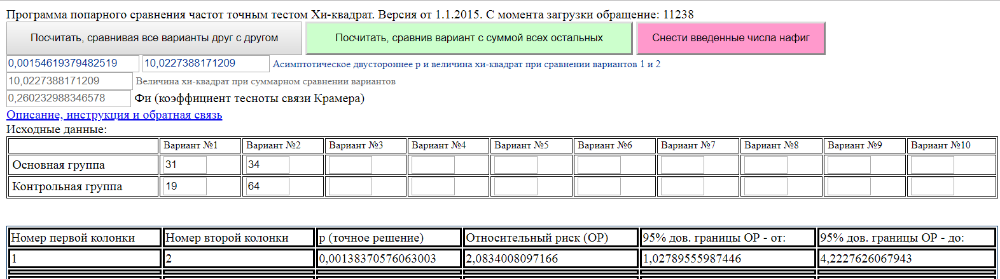 Программа попарного сравнения частот точным тестом Хи-квадрат. Версия от 1.1.2015. С момента загрузки обращение: 11238
Посчитать, сравнивая все варианты друг с другом Посчитать, сравнив вариант с суммой всех остальных Снести введенные числа нафиг
0,00154619379482519 10,0227388171209 Асимптотическое двустороннее p и величина хи-квадрат при сравнении вариантов 1 и 2
10,0227388171209 Величина хи-квадрат при суммарном сравнении вариантов
0,260232988346578 Фи (коэффициент тесноты связи Крамера)
Описание, инструкция и обратная связь
Исходные данные:
Вариант №1 Вариант №2 Вариант №3 Вариант №4 Вариант №5 Вариант №6 Вариант №7 Вариант №8 Вариант №9 Вариант №10
Основная группа 31 34
Контрольная группа 19 64
Номер первой колонки Номер второй колонки p (точное решение) Относительный риск (ОР) 95% дов. границы ОР - от: 95% дов. границы ОР - до:
1 2 0,00138370576063003 2,0834008097166 1,02789555987446 4,2227626067943